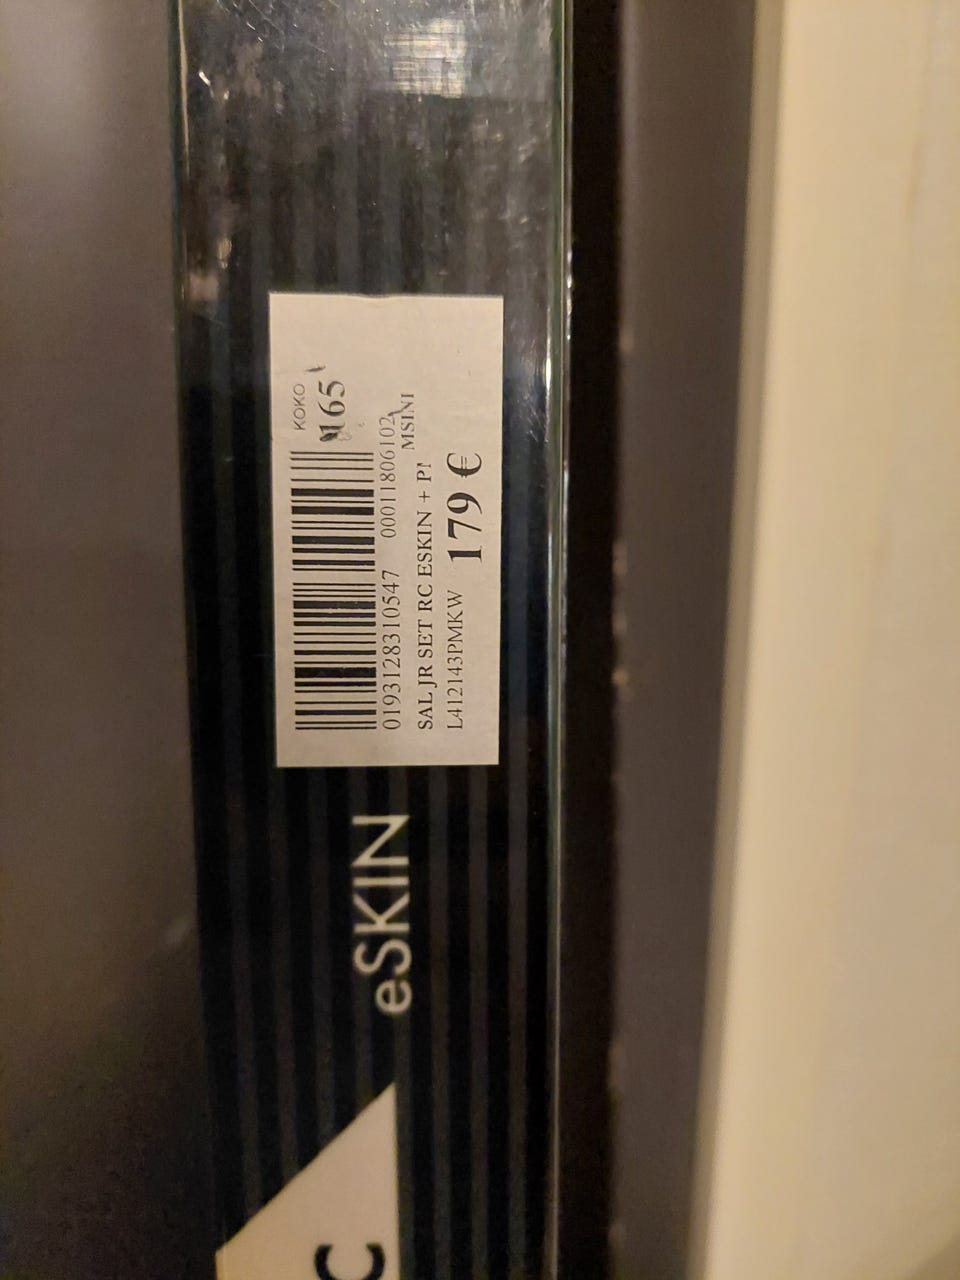 KOKO
165
0193128310547 00011806102
MSINI
SAL JR SET RC ESKIN +
L412143PMKW 179 €
eSKIN
C